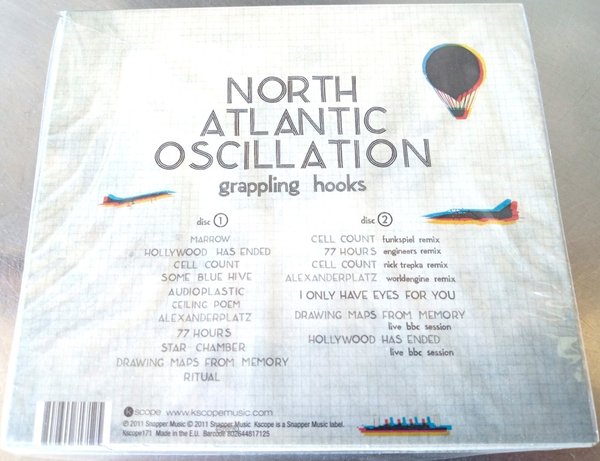 NORTH
ATLANTIC
OSCILLATION
grappling hooks
disc 1
MARROW
HOLLYWOOD HAS ENDED
CELL COUNT
SOME BLUE HIVE
AUDIOPLASTIC
CEILING POEM
ALEXANDERPLATZ
77 HOURS
STAR CHAMBER
DRAWING MAPS FROM MEMORY
RITUAL
disc 2
CELL COUNT funkspiel remix
77 HOURS engineers remix
CELL COUNT nick trepka remix
ALEXANDERPLATZ worldengine remix
I ONLY HAVE EYES FOR YOU
DRAWING MAPS FROM MEMORY
live bbc session
HOLLYWOOD HAS ENDED
live bbc session
kscope www.kscopemusic.com
℗ 2011 Snapper Music © 2011 Snapper Music. Kscope is a Snapper Music label.
Kscope171 Made in the E.U. Barcode 802644817125